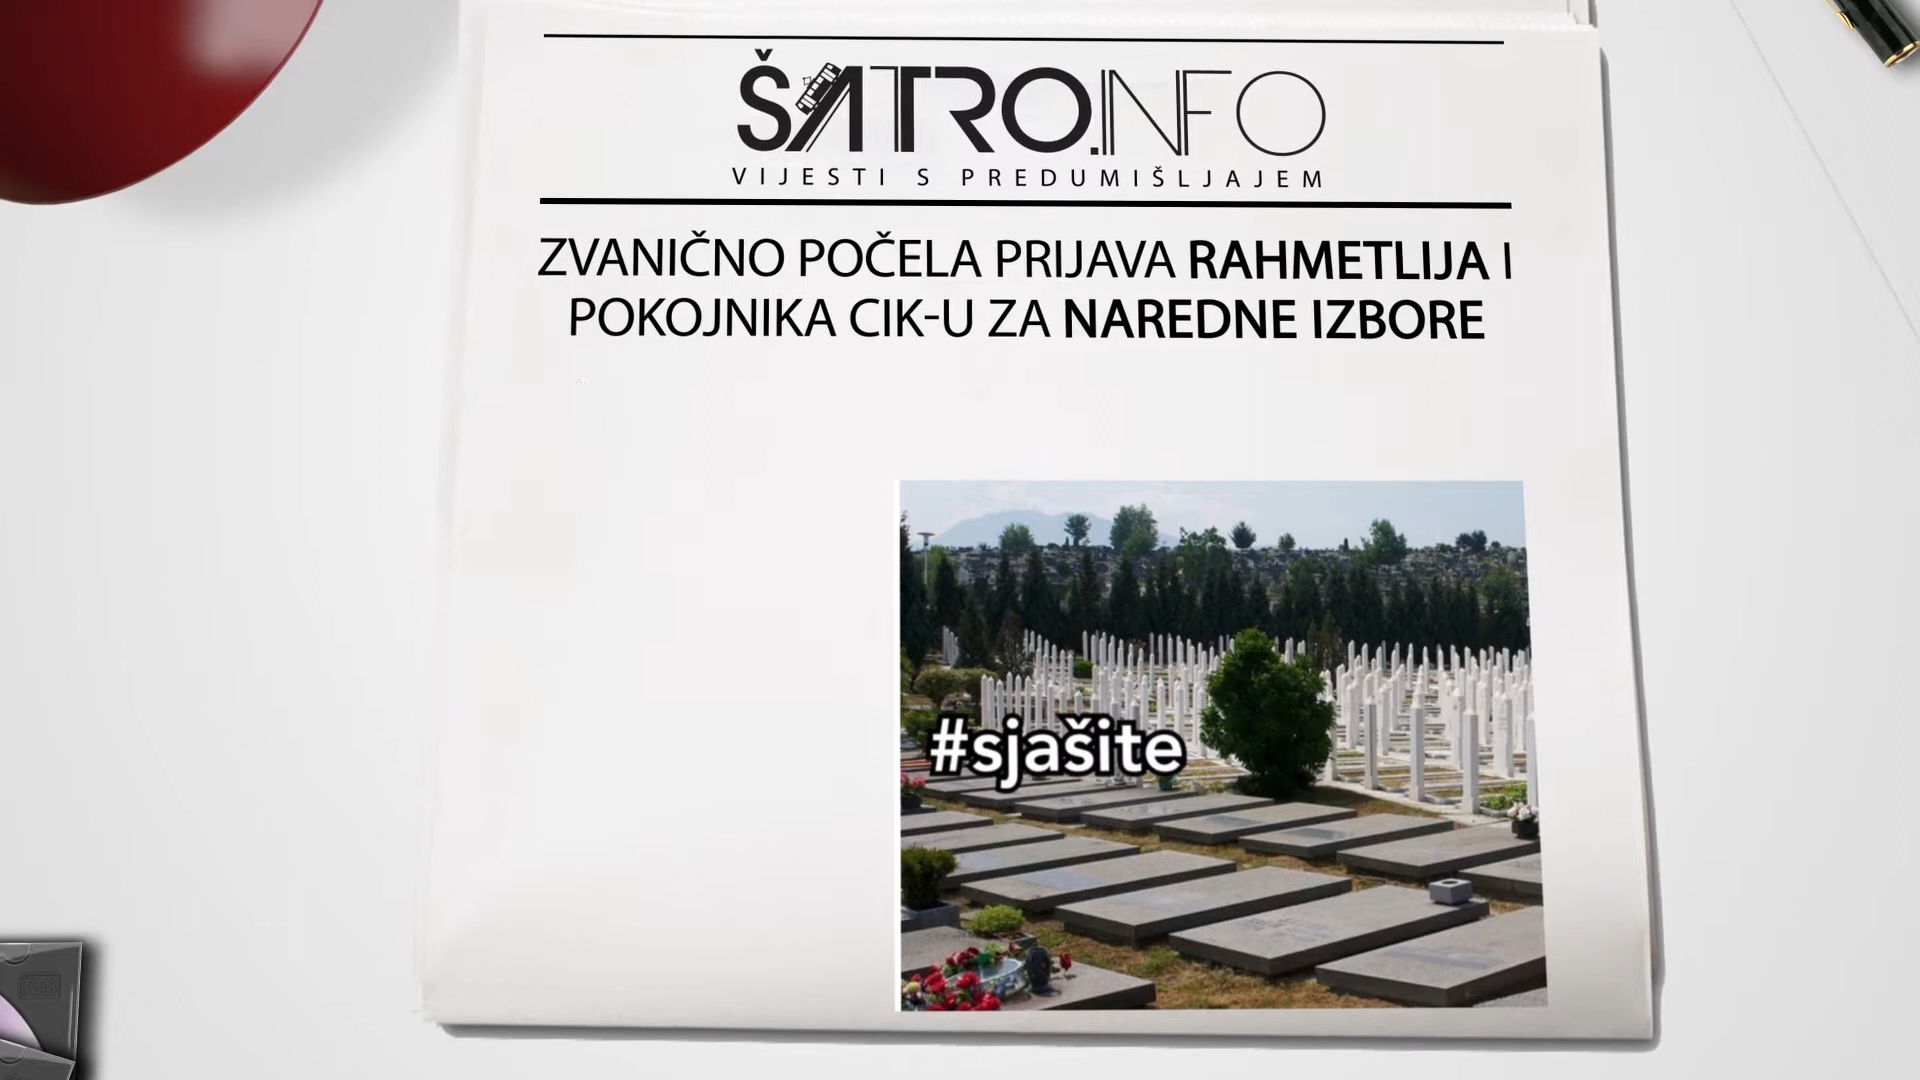 ŠATRO.INFO
VIJESTI S PREDUMIŠLJAJEM
ZVANIČNO POČELA PRIJAVA RAHMETLIJA I
POKOJNIKA CIK-U ZA NAREDNE IZBORE
#sjašite